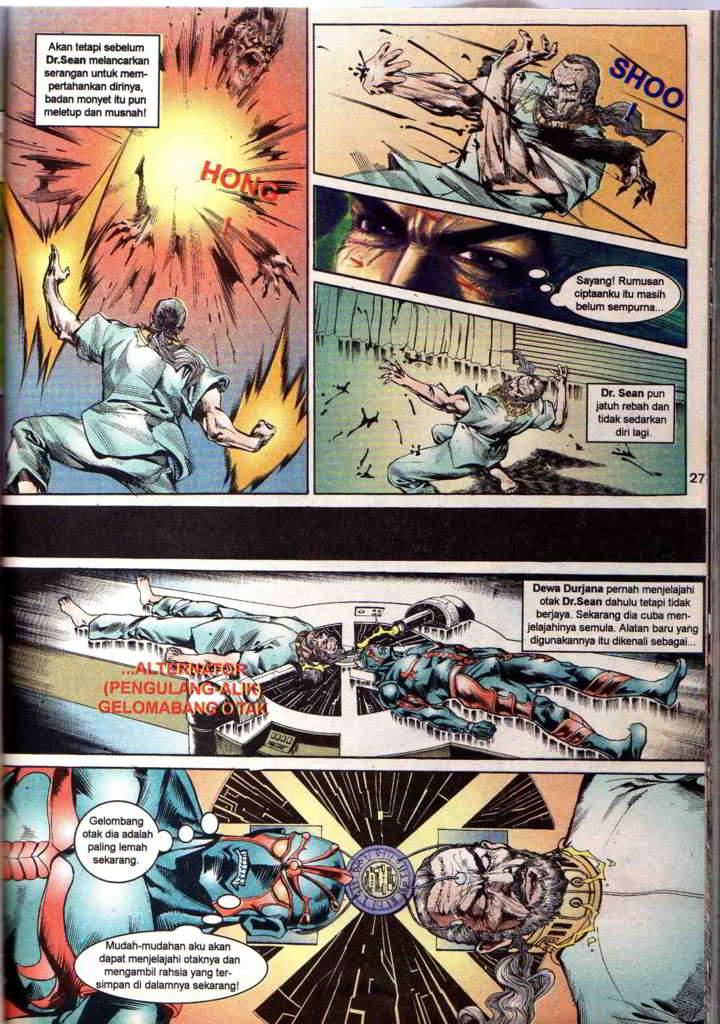 Akan tetapi sebelum
Dr.Sean melancarkan
serangan untuk mem-
pertahankan dirinya,
badan monyet itu pun
meletup dan musnah!
HONG
!
SHOO
!
Sayang! Rumusan
ciptaanku itu masih
belum sempurna...
Dr. Sean pun
jatuh rebah dan
tidak sedarkan
diri lagi.
27
Dewa Durjana pernah menjelajahi
otak Dr.Sean dahulu tetapi tidak
berjaya. Sekarang dia cuba men-
jelajahinya semula. Alatan baru yang
digunakannya itu dikenali sebagai...
...ALTERNATOR
(PENGULANG-ALIK)
GELOMABANG OTAK
Gelombang
otak dia adalah
paling lemah
sekarang.
Mudah-mudahan aku akan
dapat menjelajahi otaknya dan
mengambil rahsia yang ter-
simpan di dalamnya sekarang!